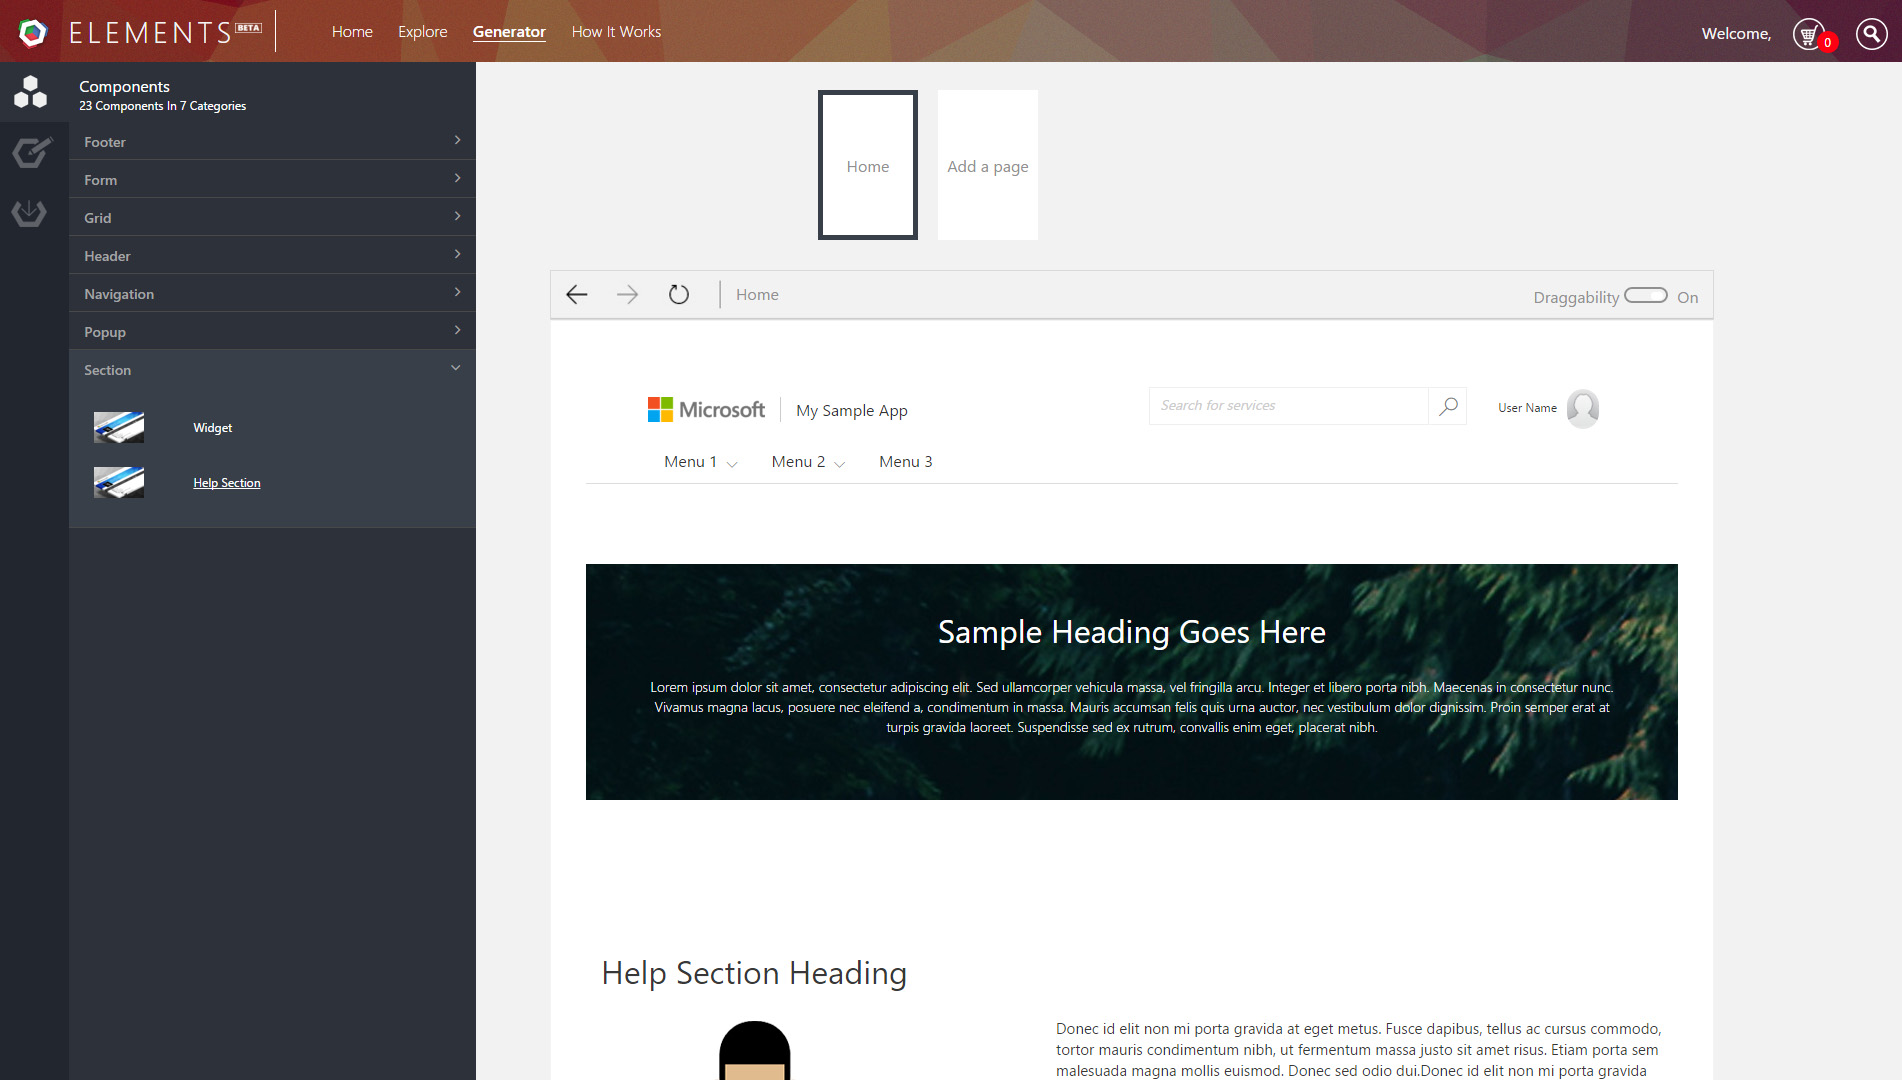 ELEMENTS BETA
Home Explore Generator How It Works
Welcome, 0
Components
23 Components In 7 Categories
Footer
Form
Grid
Header
Navigation
Popup
Section
Widget
Help Section
Home
Add a page
Home
Draggability On
Microsoft My Sample App
Search for services
User Name
Menu 1 Menu 2 Menu 3
Sample Heading Goes Here
Lorem ipsum dolor sit amet, consectetur adipiscing elit. Sed ullamcorper vehicula massa, vel fringilla arcu. Integer et libero porta nibh. Maecenas in consectetur nunc.
Vivamus magna lacus, posuere nec eleifend a, condimentum in massa. Mauris accumsan felis quis urna auctor, nec vestibulum dolor dignissim. Proin semper erat at
turpis gravida laoreet. Suspendisse sed ex rutrum, convallis enim eget, placerat nibh.
Help Section Heading
Donec id elit non mi porta gravida at eget metus. Fusce dapibus, tellus ac cursus commodo,
tortor mauris condimentum nibh, ut fermentum massa justo sit amet risus. Etiam porta sem
malesuada magna mollis euismod. Donec sed odio dui.Donec id elit non mi porta gravida